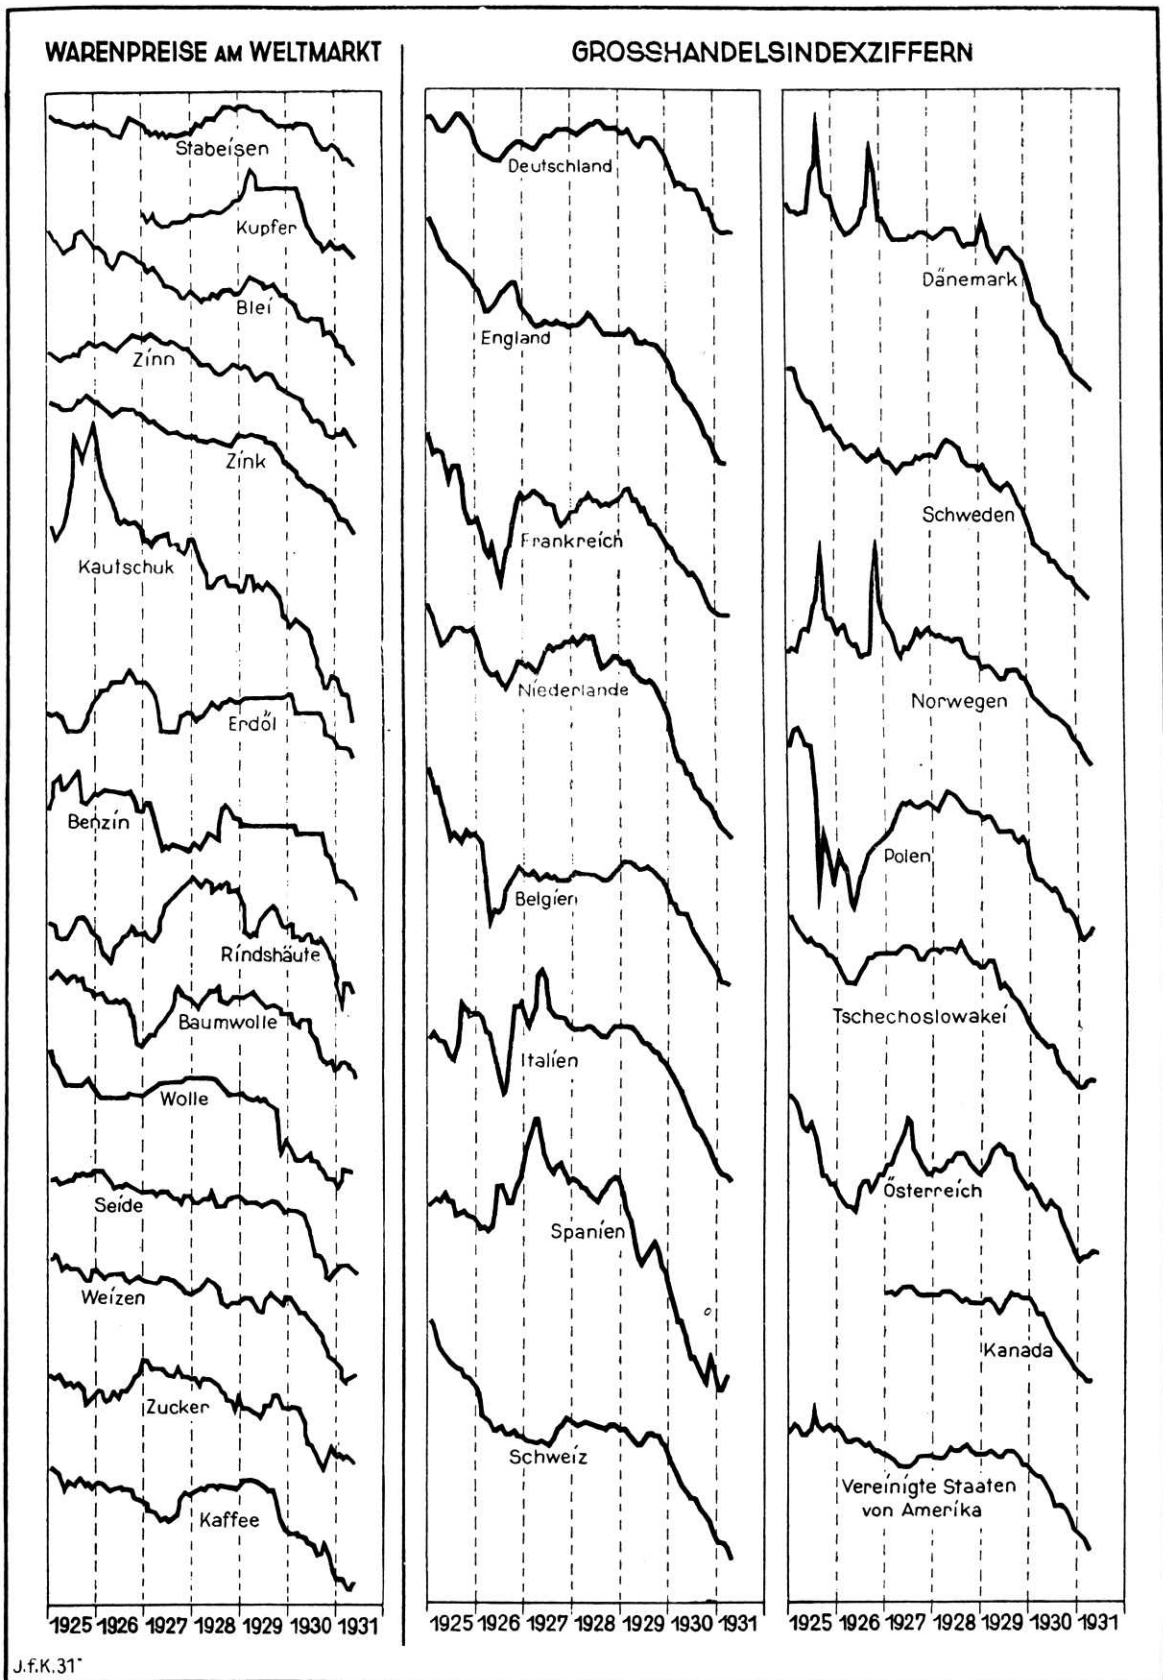 WARENPREISE AM WELTMARKT
Stabeisen
Kupfer
Blei
Zinn
Zink
Kautschuk
Erdöl
Benzin
Rindshäute
Baumwolle
Wolle
Seide
Weizen
Zucker
Kaffee
1925 1926 1927 1928 1929 1930 1931
GROSSHANDELSINDEXZIFFERN
Deutschland
England
Frankreich
Niederlande
Belgien
Italien
Spanien
Schweiz
1925 1926 1927 1928 1929 1930 1931
Dänemark
Schweden
Norwegen
Polen
Tschechoslowakei
Österreich
Kanada
Vereinigte Staaten
von Amerika
1925 1926 1927 1928 1929 1930 1931
J.f.K.31